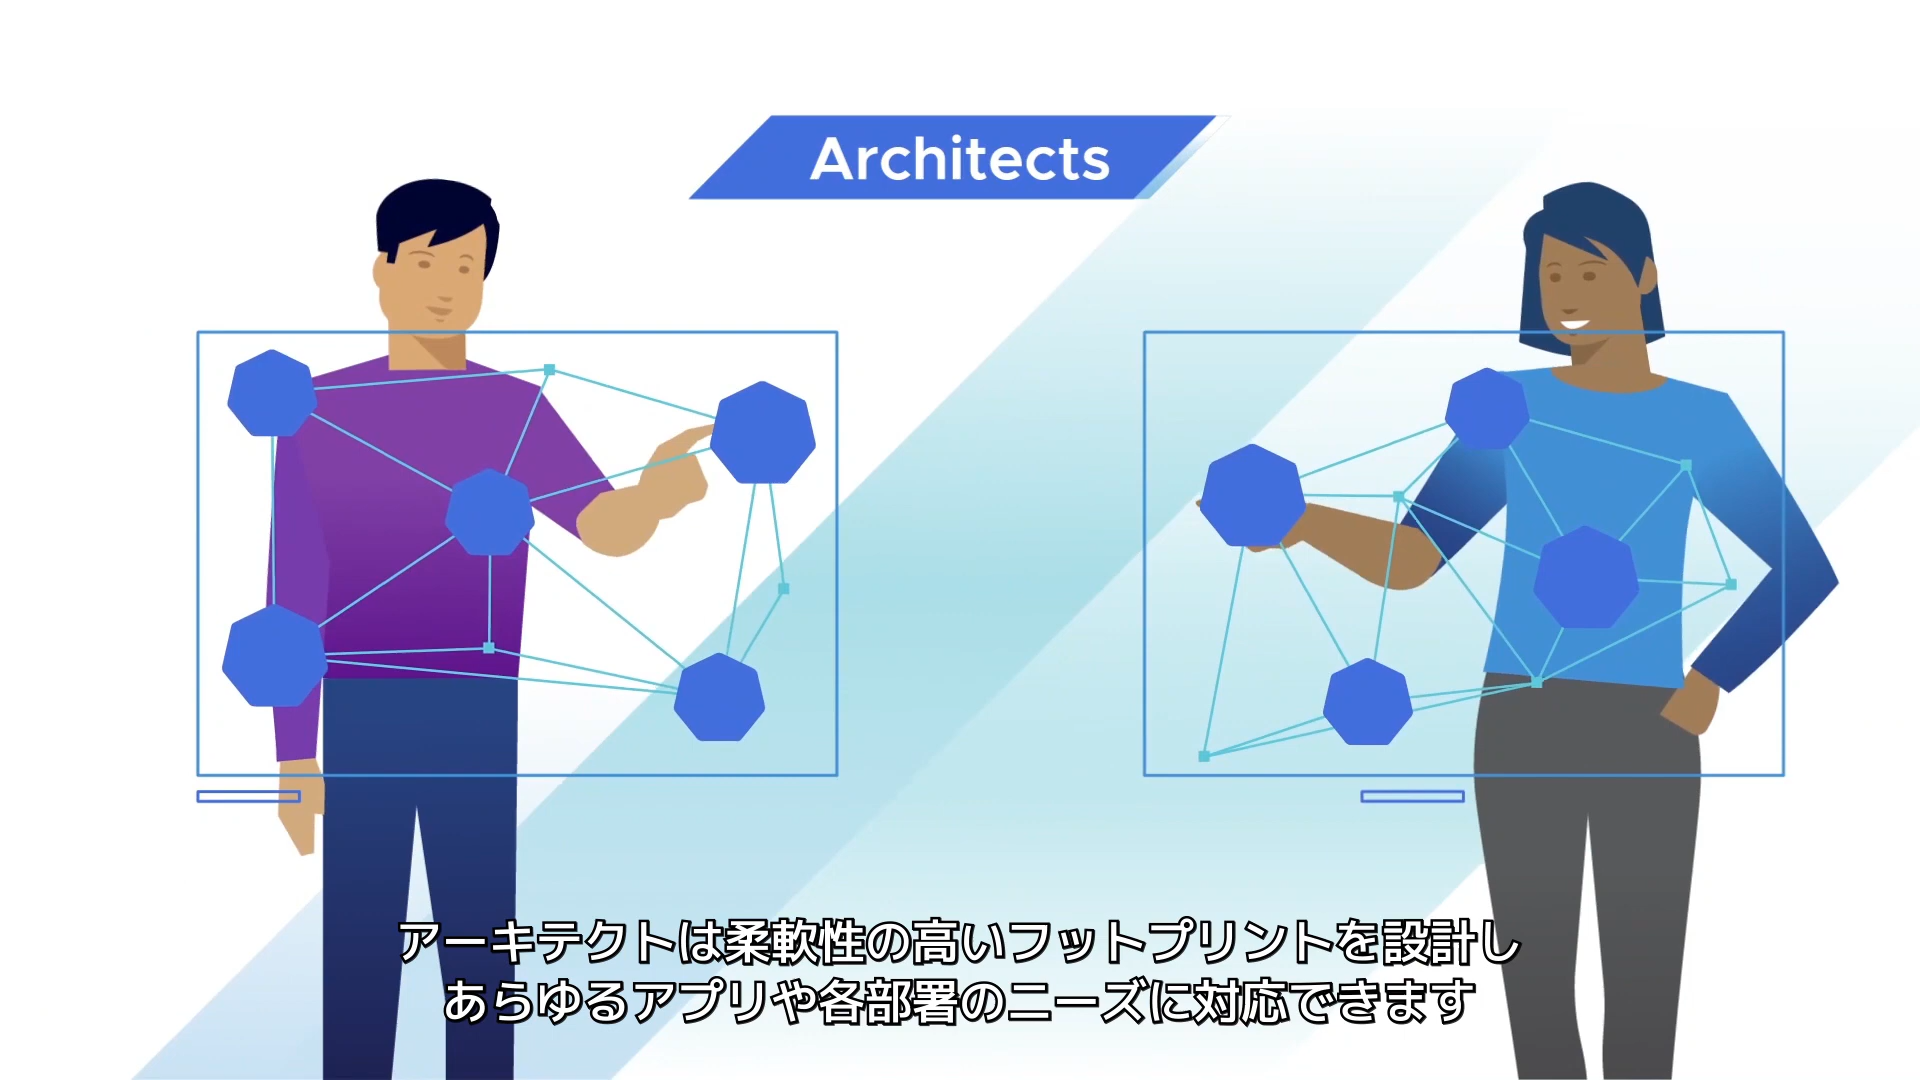 Architects
アーキテクトは柔軟性の高いフットプリントを設計し
あらゆるアプリや各部署のニーズに対応できます